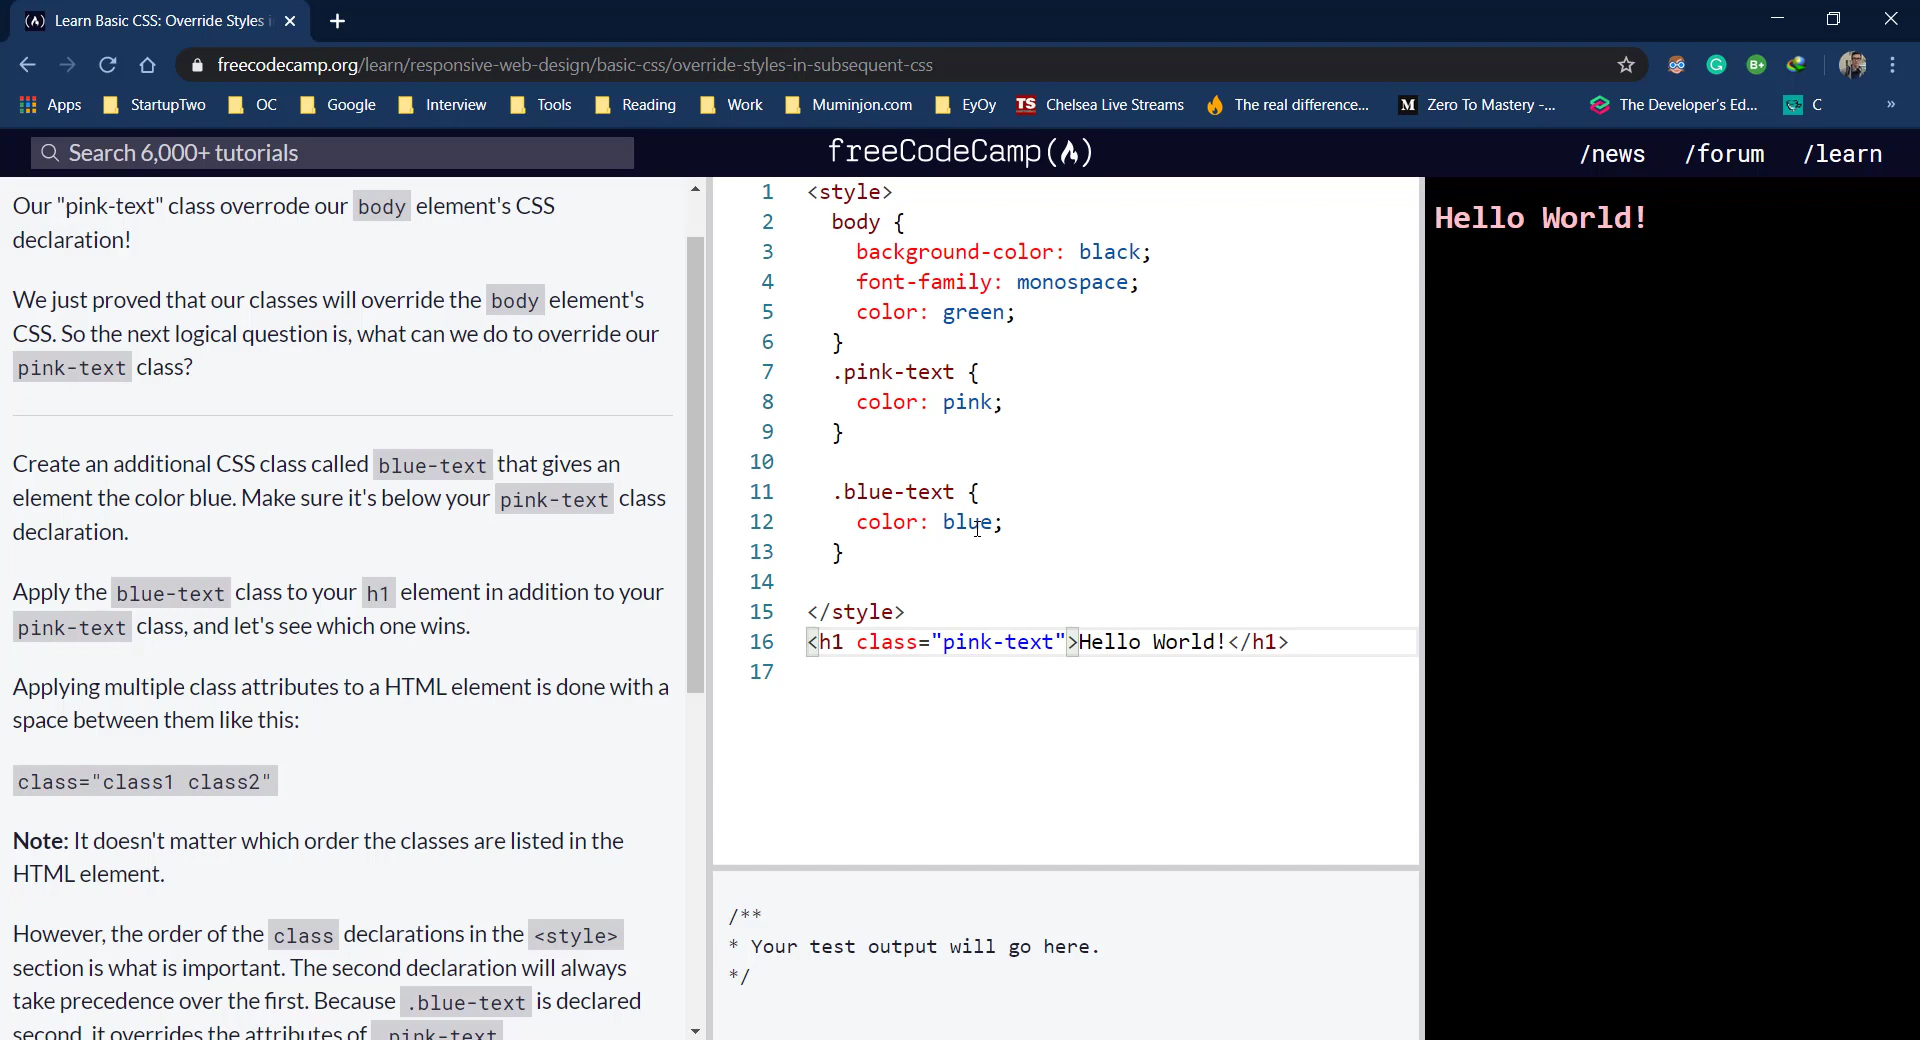 Learn Basic CSS: Override Styles i
freecodecamp.org/learn/responsive-web-design/basic-css/override-styles-in-subsequent-css
Apps StartupTwo OC Google Interview Tools Reading Work Muminjon.com EyOy TS Chelsea Live Streams The real difference... M Zero To Mastery -... The Developer's Ed... C »
Search 6,000+ tutorials
freeCodeCamp
/news /forum /learn
Our "pink-text" class overrode our body element's CSS
declaration!
We just proved that our classes will override the body element's
CSS. So the next logical question is, what can we do to override our
pink-text class?
Create an additional CSS class called blue-text that gives an
element the color blue. Make sure it's below your pink-text class
declaration.
Apply the blue-text class to your h1 element in addition to your
pink-text class, and let's see which one wins.
Applying multiple class attributes to a HTML element is done with a
space between them like this:
class="class1 class2"
Note: It doesn't matter which order the classes are listed in the
HTML element.
However, the order of the class declarations in the <style>
section is what is important. The second declaration will always
take precedence over the first. Because .blue-text is declared
second, it overrides the attributes of .pink-text
1 <style>
2 body {
3 background-color: black;
4 font-family: monospace;
5 color: green;
6 }
7 .pink-text {
8 color: pink;
9 }
10
11 .blue-text {
12 color: blue;
13 }
14
15 </style>
16 <h1 class="pink-text">Hello World!</h1>
17
/**
* Your test output will go here.
*/
Hello World!